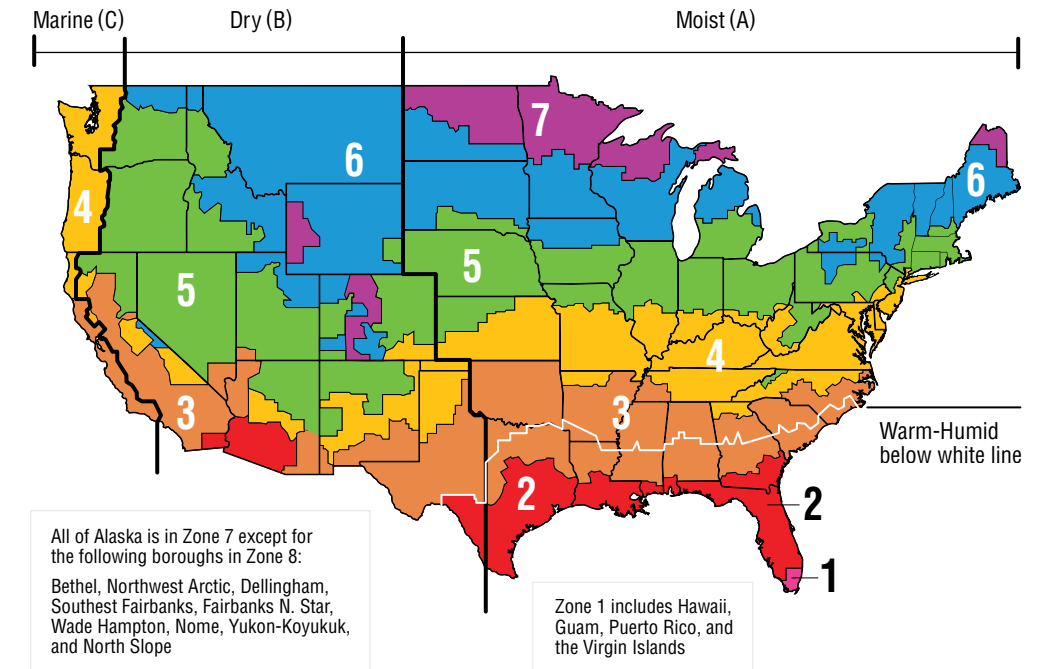 Marine (C)
Dry (B)
Moist (A)
7
6
6
4
5
5
4
3
3
Warm-Humid
below white line
2
2
1
All of Alaska is in Zone 7 except for
the following boroughs in Zone 8:
Bethel, Northwest Arctic, Dellingham,
Southest Fairbanks, Fairbanks N. Star,
Wade Hampton, Nome, Yukon-Koyukuk,
and North Slope
Zone 1 includes Hawaii,
Guam, Puerto Rico, and
the Virgin Islands